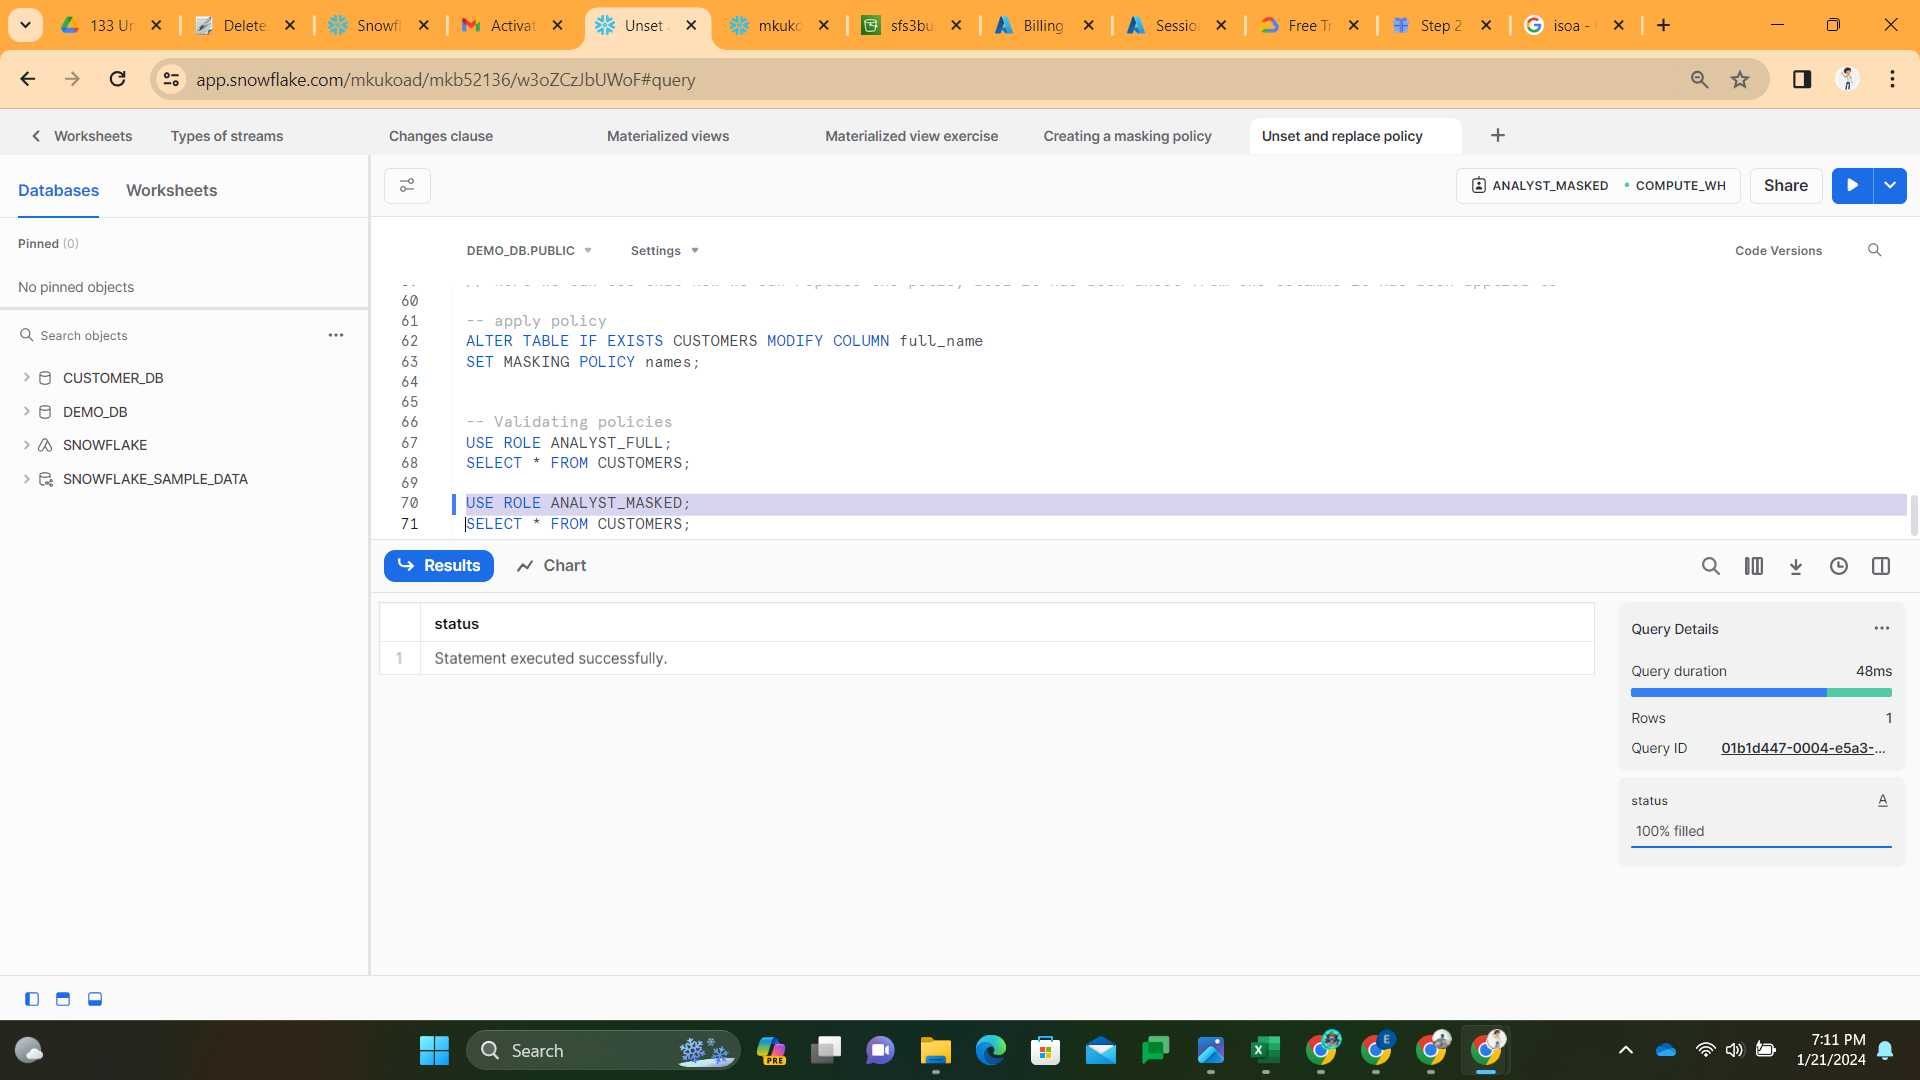 133 Un
Delete
Snowfl
Activat
Unset a
mkuko
sfs3bu
Billing
Sessio
Free Tr
Step 2
isoa -
app.snowflake.com/mkukoad/mkb52136/w3oZCzJbUWoF#query
Worksheets
Types of streams
Changes clause
Materialized views
Materialized view exercise
Creating a masking policy
Unset and replace policy
Databases
Worksheets
ANALYST_MASKED
COMPUTE_WH
Share
Pinned (0)
No pinned objects
DEMO_DB.PUBLIC
Settings
Code Versions
Search objects
CUSTOMER_DB
DEMO_DB
SNOWFLAKE
SNOWFLAKE_SAMPLE_DATA
60
61 -- apply policy
62 ALTER TABLE IF EXISTS CUSTOMERS MODIFY COLUMN full_name
63 SET MASKING POLICY names;
64
65
66 -- Validating policies
67 USE ROLE ANALYST_FULL;
68 SELECT * FROM CUSTOMERS;
69
70 USE ROLE ANALYST_MASKED;
71 SELECT * FROM CUSTOMERS;
Results
Chart
status
1 Statement executed successfully.
Query Details
Query duration 48ms
Rows 1
Query ID 01b1d447-0004-e5a3-...
status A
100% filled
Search
PRE
E
7:11 PM
1/21/2024